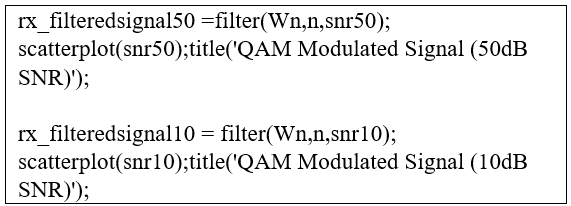 rx_filteredsignal50 =filter(Wn,n,snr50);
scatterplot(snr50);title('QAM Modulated Signal (50dB
SNR)');
rx_filteredsignal10 = filter(Wn,n,snr10);
scatterplot(snr10);title('QAM Modulated Signal (10dB
SNR)');